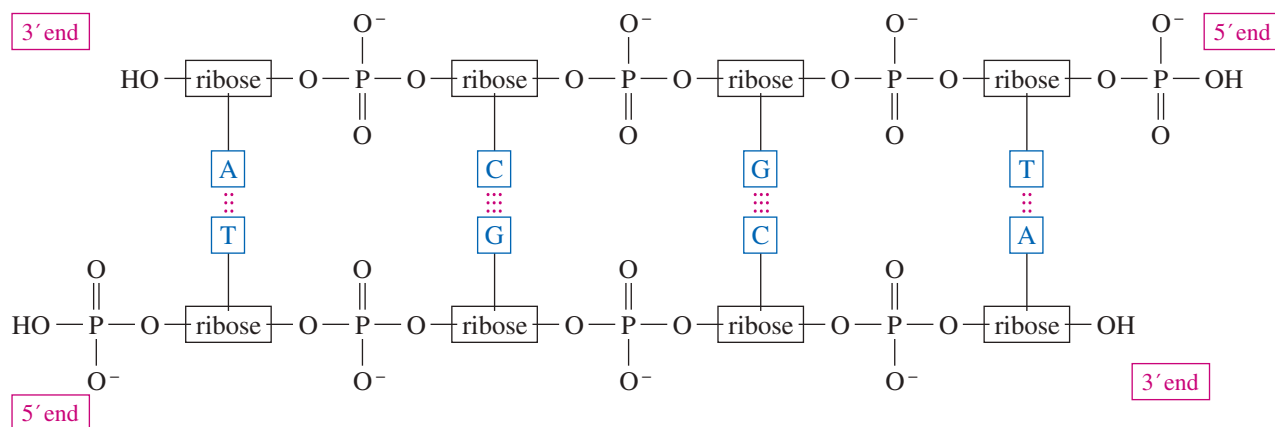 3´ end O⁻ O⁻ O⁻ O⁻ 5´ end
HO ribose O P O ribose O P O ribose O P O ribose O P OH
O O O O
A C G T
T G C A
O O O O
HO P O ribose O P O ribose O P O ribose O P O ribose OH
O⁻ O⁻ O⁻ O⁻ 3´ end
5´ end